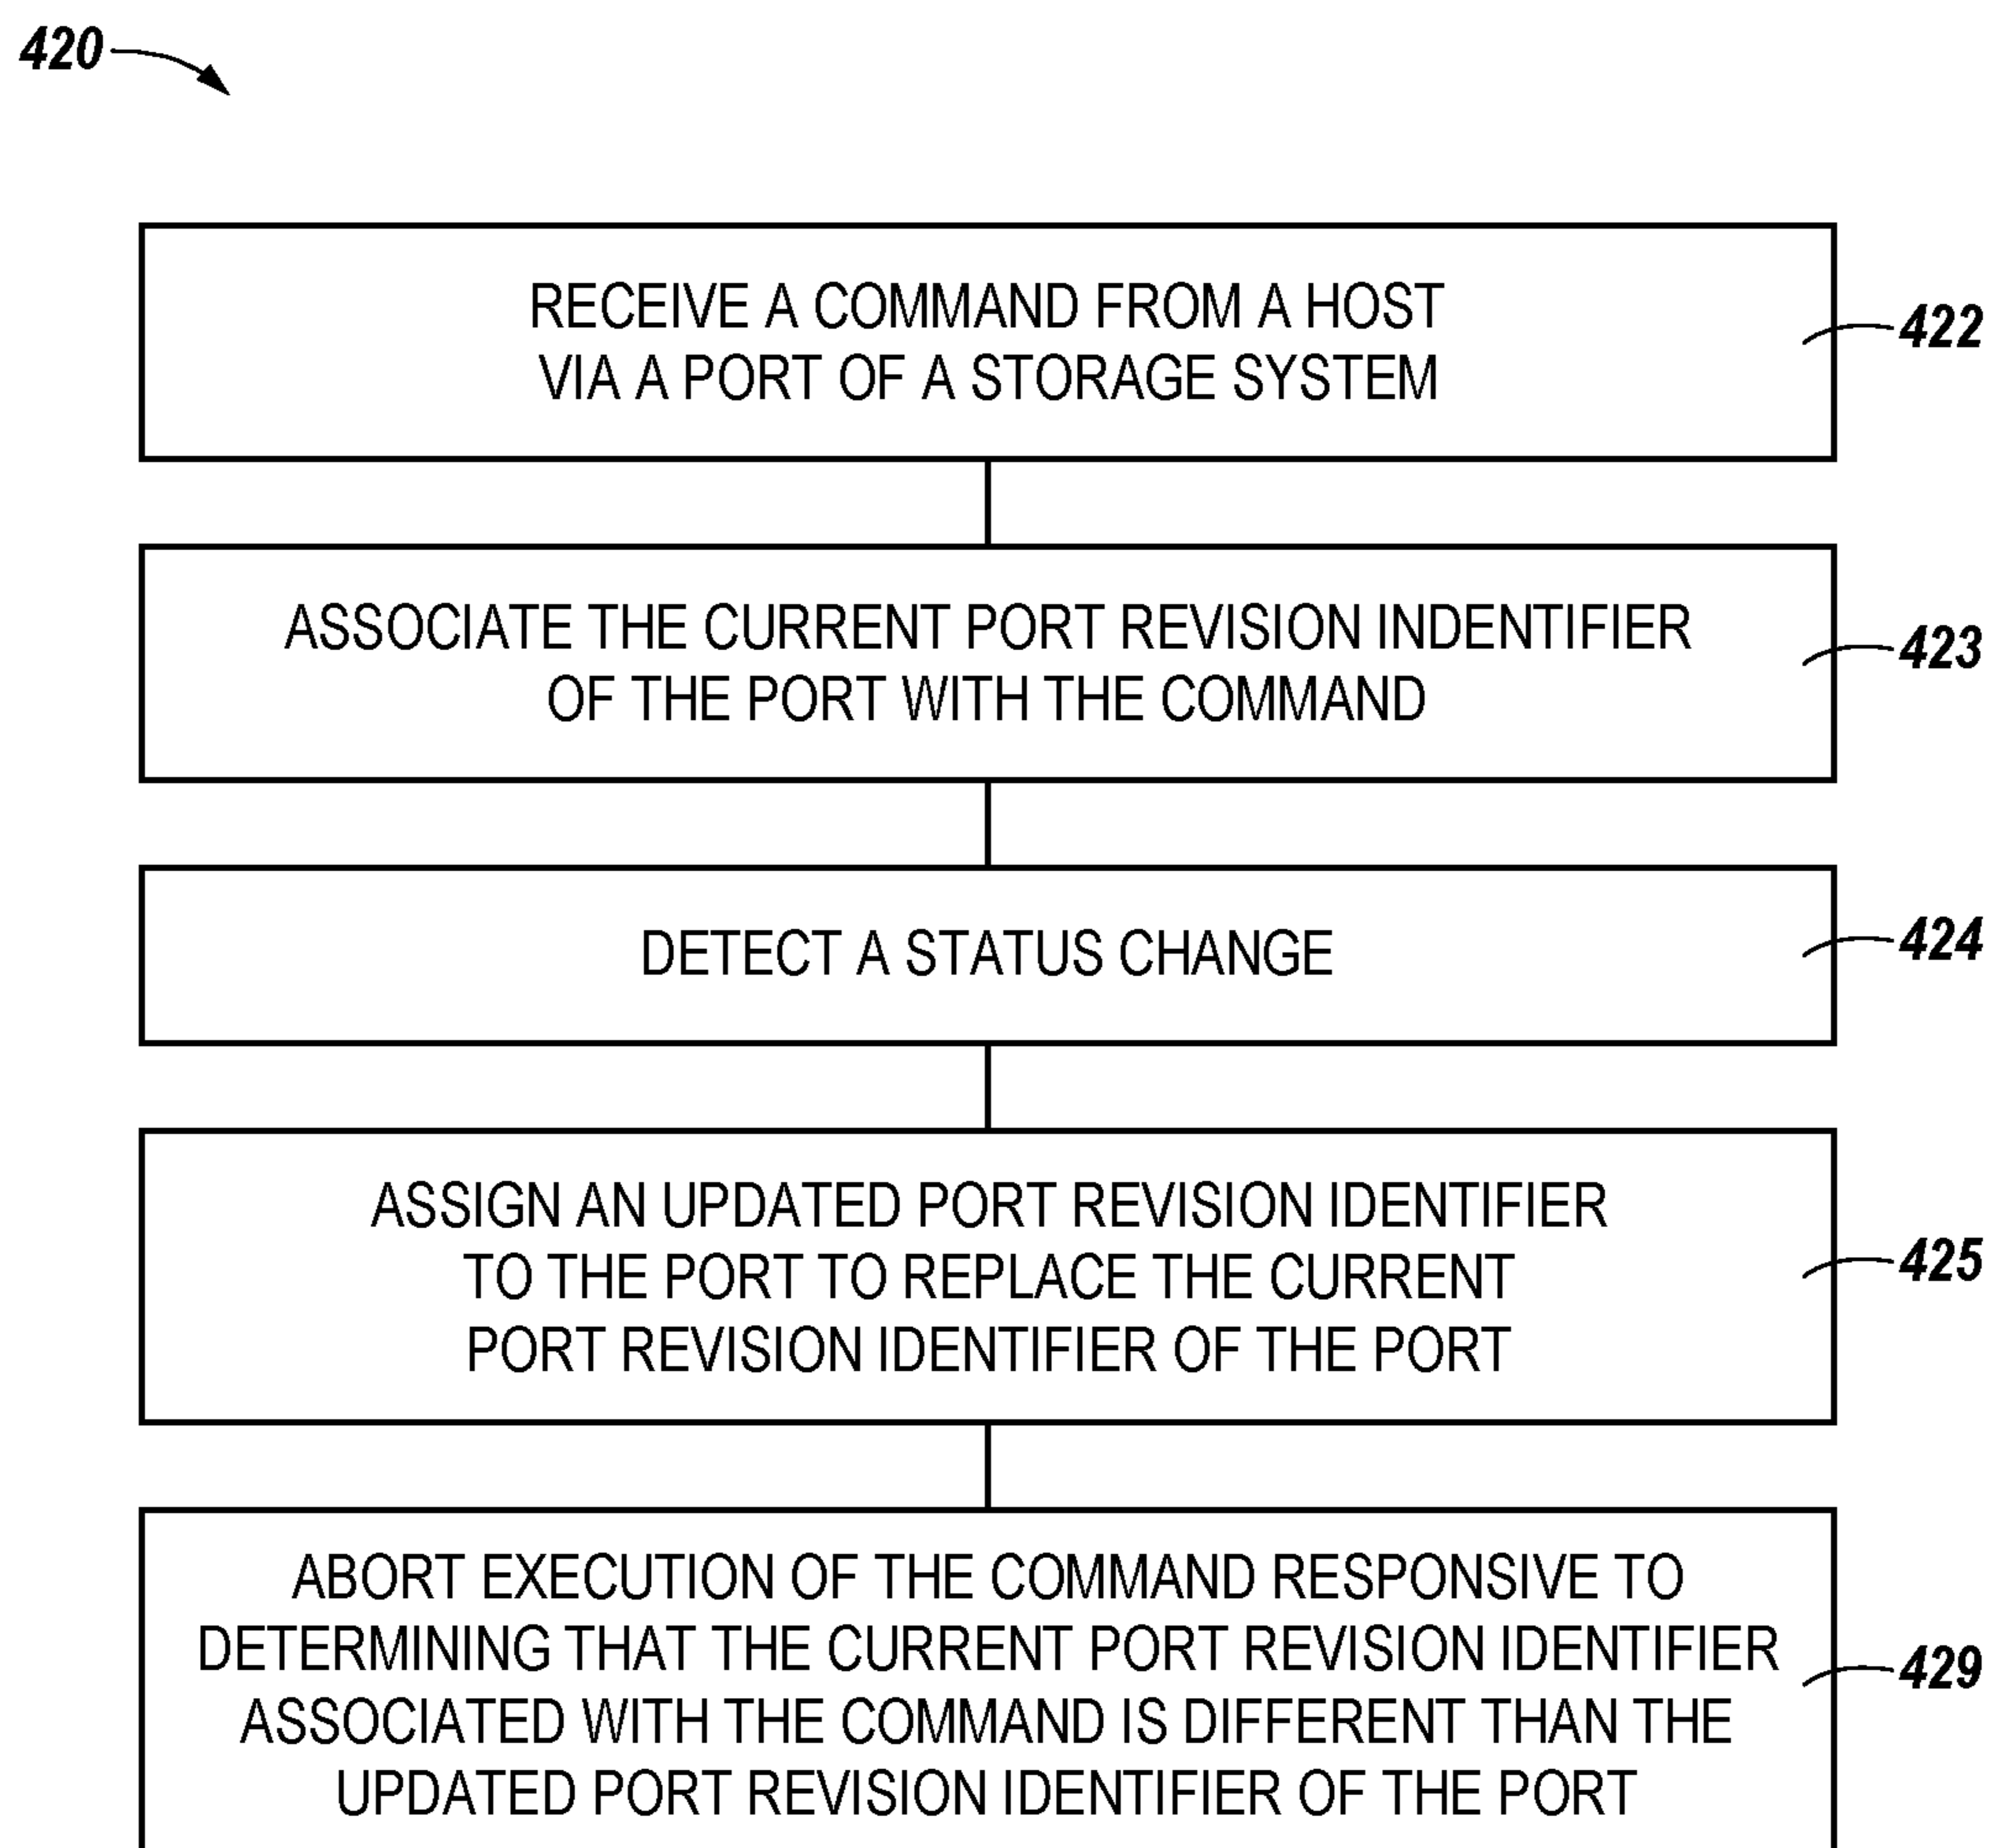 420
RECEIVE A COMMAND FROM A HOST
VIA A PORT OF A STORAGE SYSTEM
422
ASSOCIATE THE CURRENT PORT REVISION INDENTIFIER
OF THE PORT WITH THE COMMAND
423
DETECT A STATUS CHANGE
424
ASSIGN AN UPDATED PORT REVISION IDENTIFIER
TO THE PORT TO REPLACE THE CURRENT
PORT REVISION IDENTIFIER OF THE PORT
425
ABORT EXECUTION OF THE COMMAND RESPONSIVE TO
DETERMINING THAT THE CURRENT PORT REVISION IDENTIFIER
ASSOCIATED WITH THE COMMAND IS DIFFERENT THAN THE
UPDATED PORT REVISION IDENTIFIER OF THE PORT
429